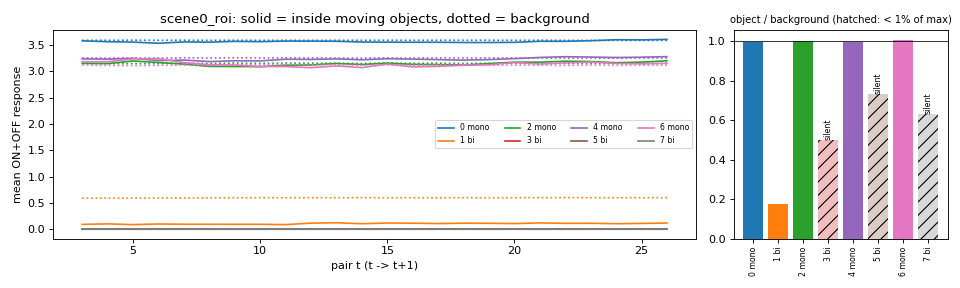 scene0_roi: solid = inside moving objects, dotted = background
mean ON+OFF response
3.5
3.0
2.5
2.0
1.5
1.0
0.5
0.0
5
10
15
20
25
pair t (t -> t+1)
0 mono
1 bi
2 mono
3 bi
4 mono
5 bi
6 mono
7 bi
object / background (hatched: < 1% of max)
1.0
0.8
0.6
0.4
0.2
0.0
silent
silent
silent
0 mono
1 bi
2 mono
3 bi
4 mono
5 bi
6 mono
7 bi